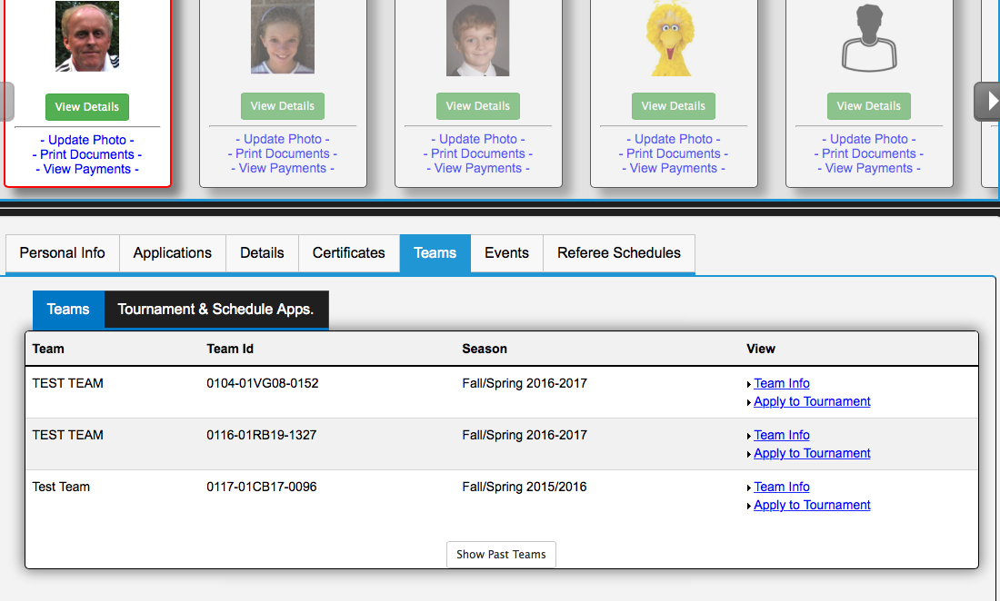 View Details View Details View Details View Details View Details
- Update Photo - - Update Photo - - Update Photo - - Update Photo - - Update Photo -
- Print Documents - - Print Documents - - Print Documents - - Print Documents - - Print Documents -
- View Payments - - View Payments - - View Payments - - View Payments - - View Payments -
Personal Info Applications Details Certificates Teams Events Referee Schedules
Teams Tournament & Schedule Apps.
Team Team Id Season View
TEST TEAM 0104-01VG08-0152 Fall/Spring 2016-2017 Team Info
Apply to Tournament
TEST TEAM 0116-01RB19-1327 Fall/Spring 2016-2017 Team Info
Apply to Tournament
Test Team 0117-01CB17-0096 Fall/Spring 2015/2016 Team Info
Apply to Tournament
Show Past Teams